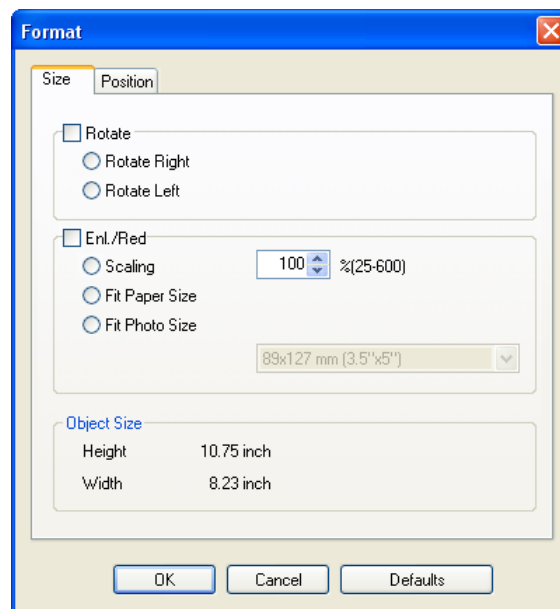 Format
Size Position
Rotate
Rotate Right
Rotate Left
Enl./Red
Scaling 100 %(25-600)
Fit Paper Size
Fit Photo Size
89x127 mm (3.5"x5")
Object Size
Height 10.75 inch
Width 8.23 inch
OK Cancel Defaults